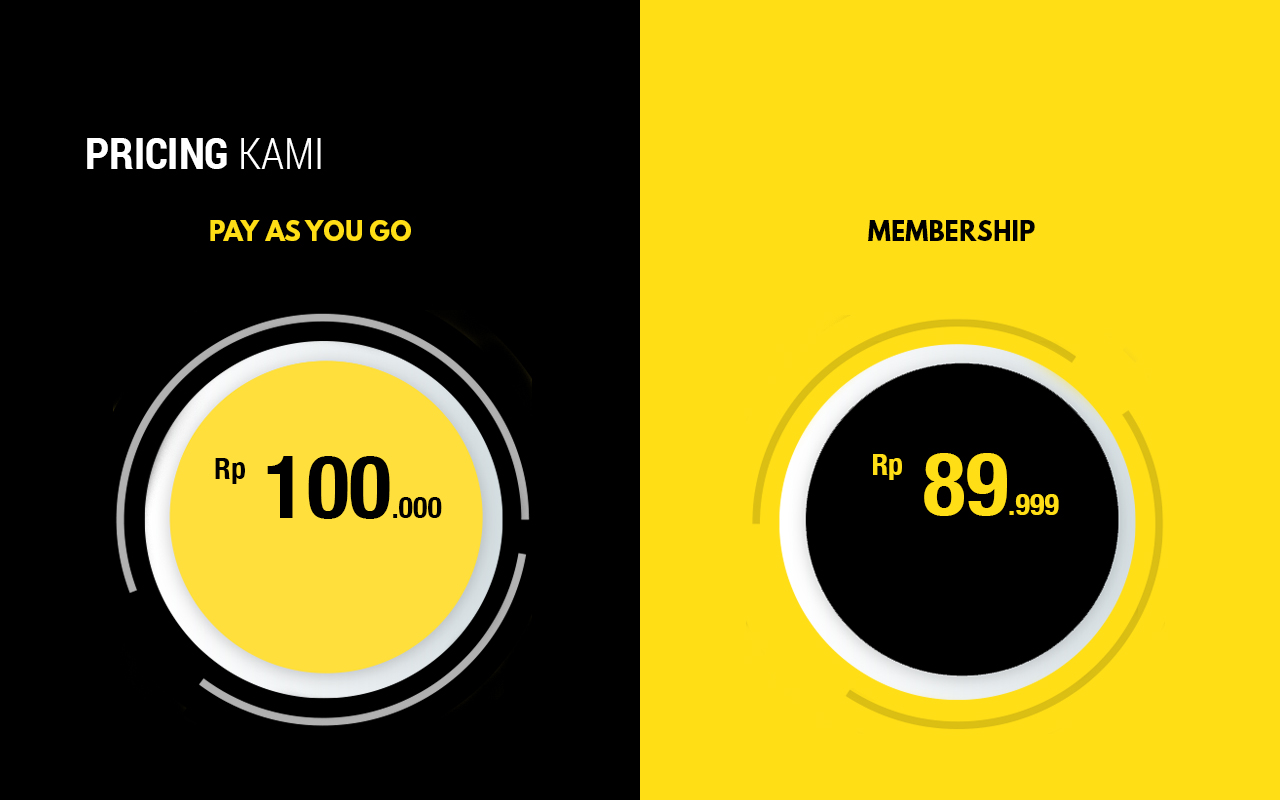 PRICING KAMI
PAY AS YOU GO
Rp 100.000
MEMBERSHIP
Rp 89.999